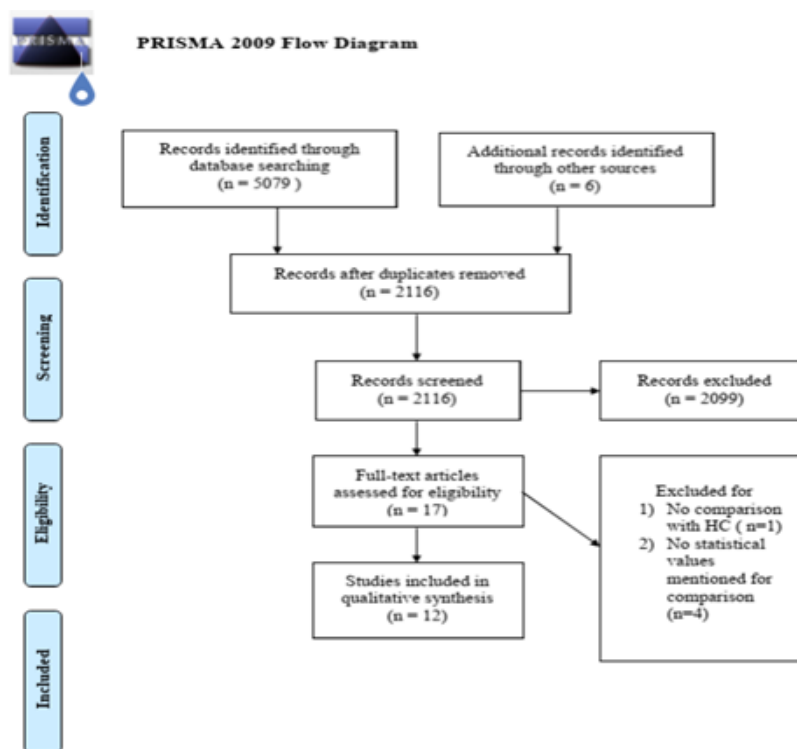 PRISMA
PRISMA 2009 Flow Diagram
Identification
Records identified through
database searching
(n = 5079 )
Additional records identified
through other sources
(n = 6)
Records after duplicates removed
(n = 2116)
Screening
Records screened
(n = 2116)
Records excluded
(n = 2099)
Eligibility
Full-text articles
assessed for eligibility
(n = 17)
Excluded for
1) No comparison
with HC ( n=1)
2) No statistical
values
mentioned for
comparison
(n=4)
Studies included in
qualitative synthesis
(n = 12)
Included